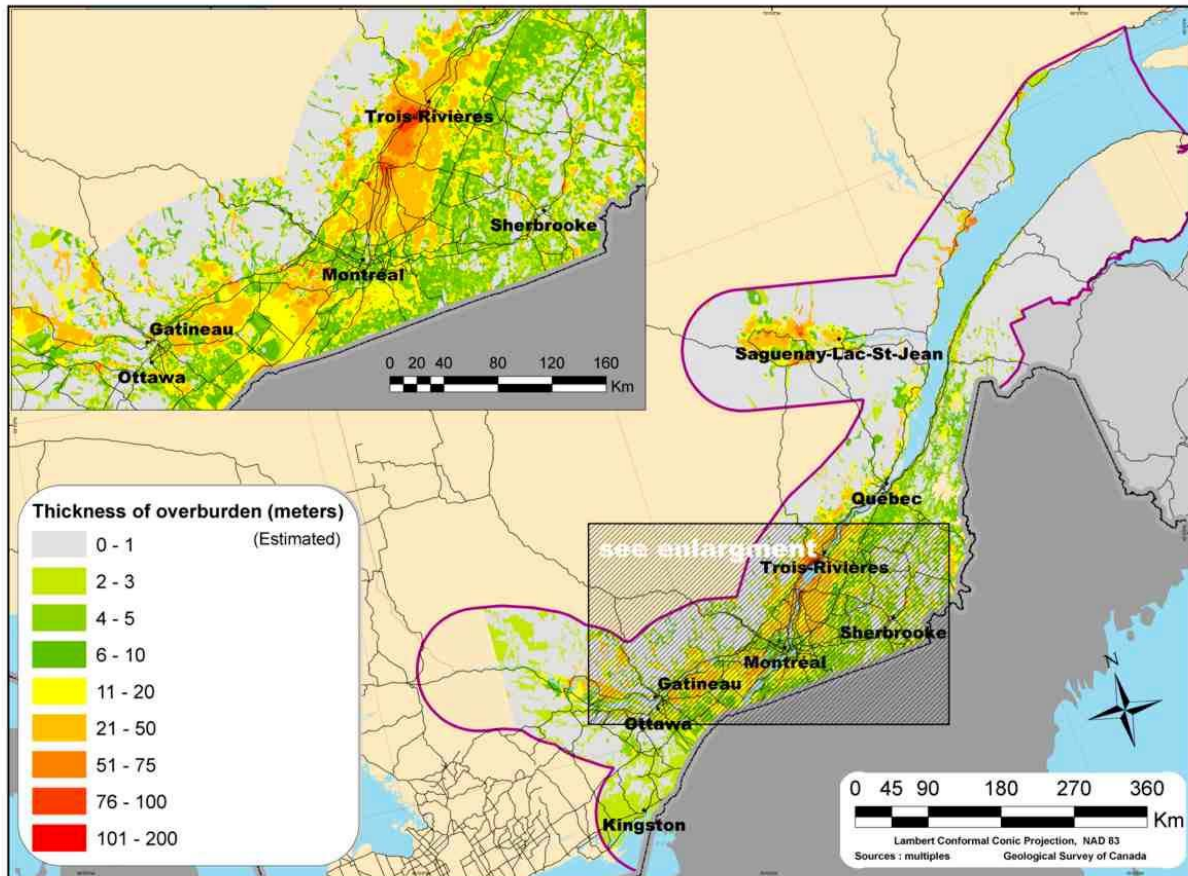 Trois-Rivières
Sherbrooke
Montréal
Gatineau
Ottawa
0 20 40 80 120 160
Km
Saguenay-Lac-St-Jean
Québec
see enlargment
Trois-Rivières
Sherbrooke
Montréal
Gatineau
Ottawa
Kingston
N
Thickness of overburden (meters)
(Estimated)
0 - 1
2 - 3
4 - 5
6 - 10
11 - 20
21 - 50
51 - 75
76 - 100
101 - 200
0 45 90 180 270 360
Km
Lambert Conformal Conic Projection, NAD 83
Sources : multiples Geological Survey of Canada